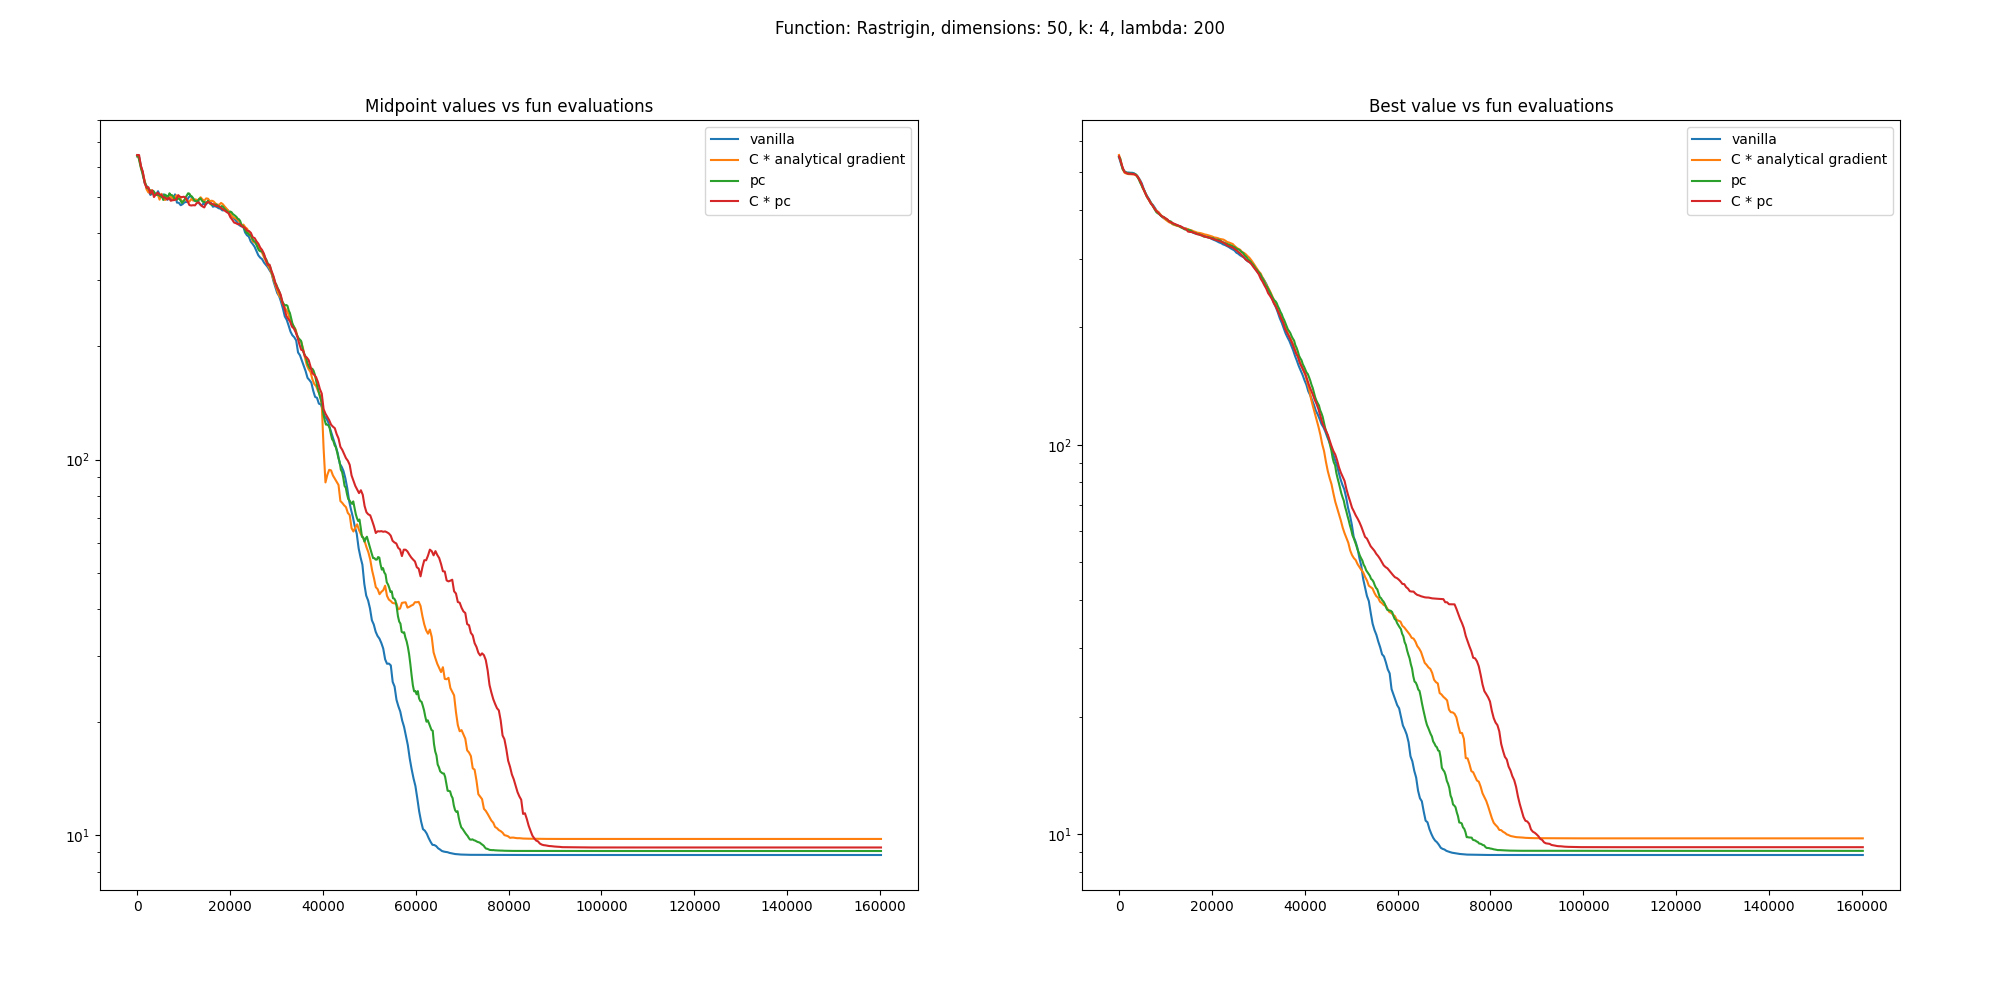 Function: Rastrigin, dimensions: 50, k: 4, lambda: 200
Midpoint values vs fun evaluations
vanilla
C * analytical gradient
pc
C * pc
10²
10¹
0 20000 40000 60000 80000 100000 120000 140000 160000
Best value vs fun evaluations
vanilla
C * analytical gradient
pc
C * pc
10²
10¹
0 20000 40000 60000 80000 100000 120000 140000 160000